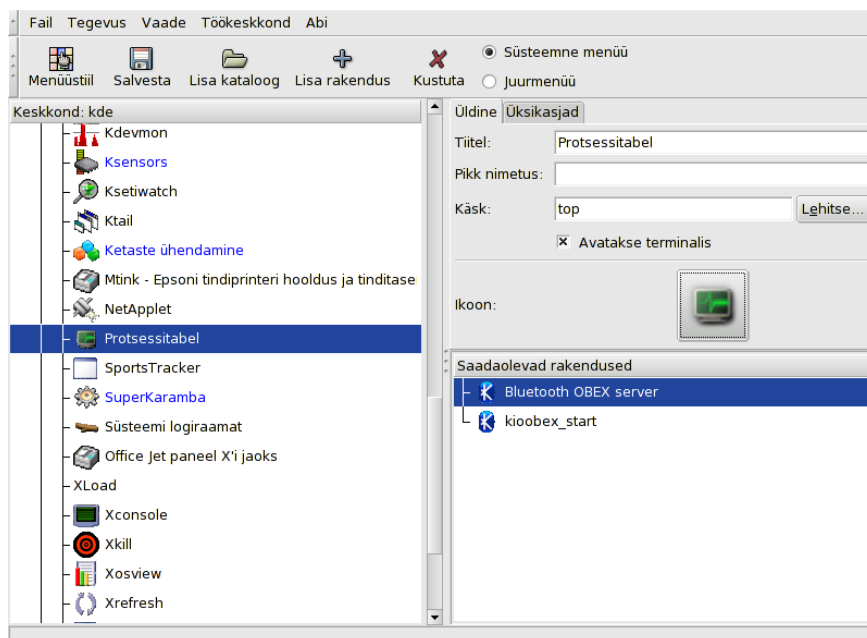 Fail Tegevus Vaade Töökeskkond Abi
Menüüstiil Salvesta Lisa kataloog Lisa rakendus Kustuta
Süsteemne menüü
Juurmenüü
Keskkond: kde
Kdevmon
Ksensors
Ksetiwatch
Ktail
Ketaste ühendamine
Mtink - Epsoni tindiprinteri hooldus ja tinditase
NetApplet
Protsessitabel
SportsTracker
SuperKaramba
Süsteemi logiraamat
Office Jet paneel X'i jaoks
XLoad
Xconsole
Xkill
Xosview
Xrefresh
Üldine Üksikasjad
Tiitel: Protsessitabel
Pikk nimetus:
Käsk: top Lehitse...
Avatakse terminalis
Ikoon:
Saadaolevad rakendused
Bluetooth OBEX server
kioobex_start